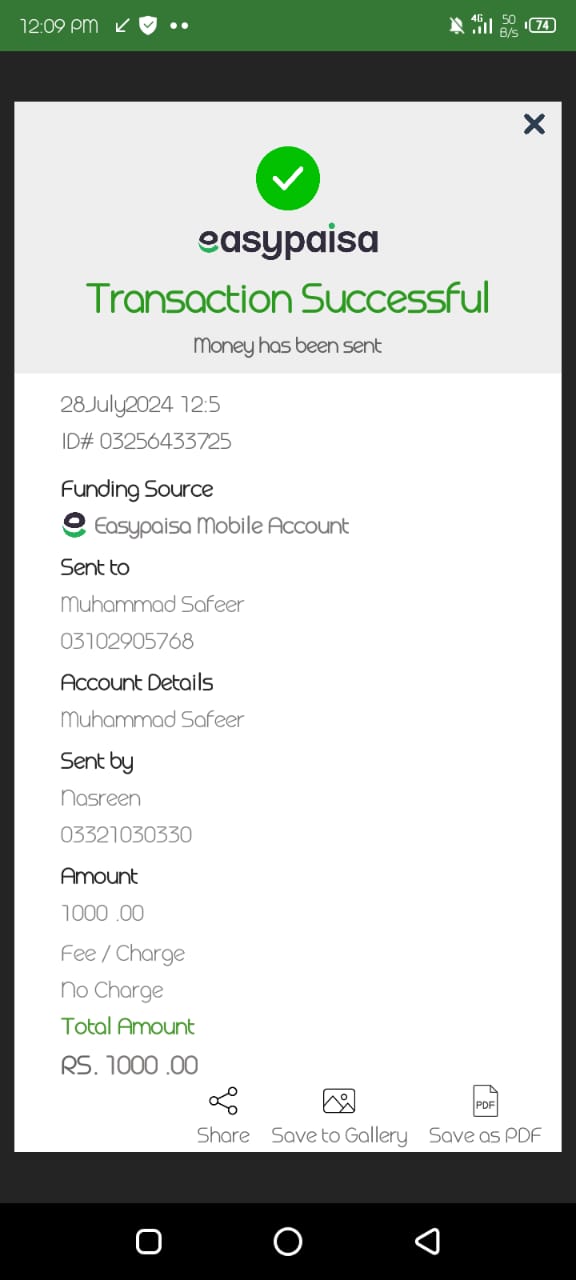 12:09 PM
4G
50
B/s
74
easypaisa
Transaction Successful
Money has been sent
28July2024 12:5
ID# 03256433725
Funding Source
Easypaisa Mobile Account
Sent to
Muhammad Safeer
03102905768
Account Details
Muhammad Safeer
Sent by
Nasreen
03321030330
Amount
1000 .00
Fee / Charge
No Charge
Total Amount
RS. 1000 .00
PDF
Share
Save to Gallery
Save as PDF